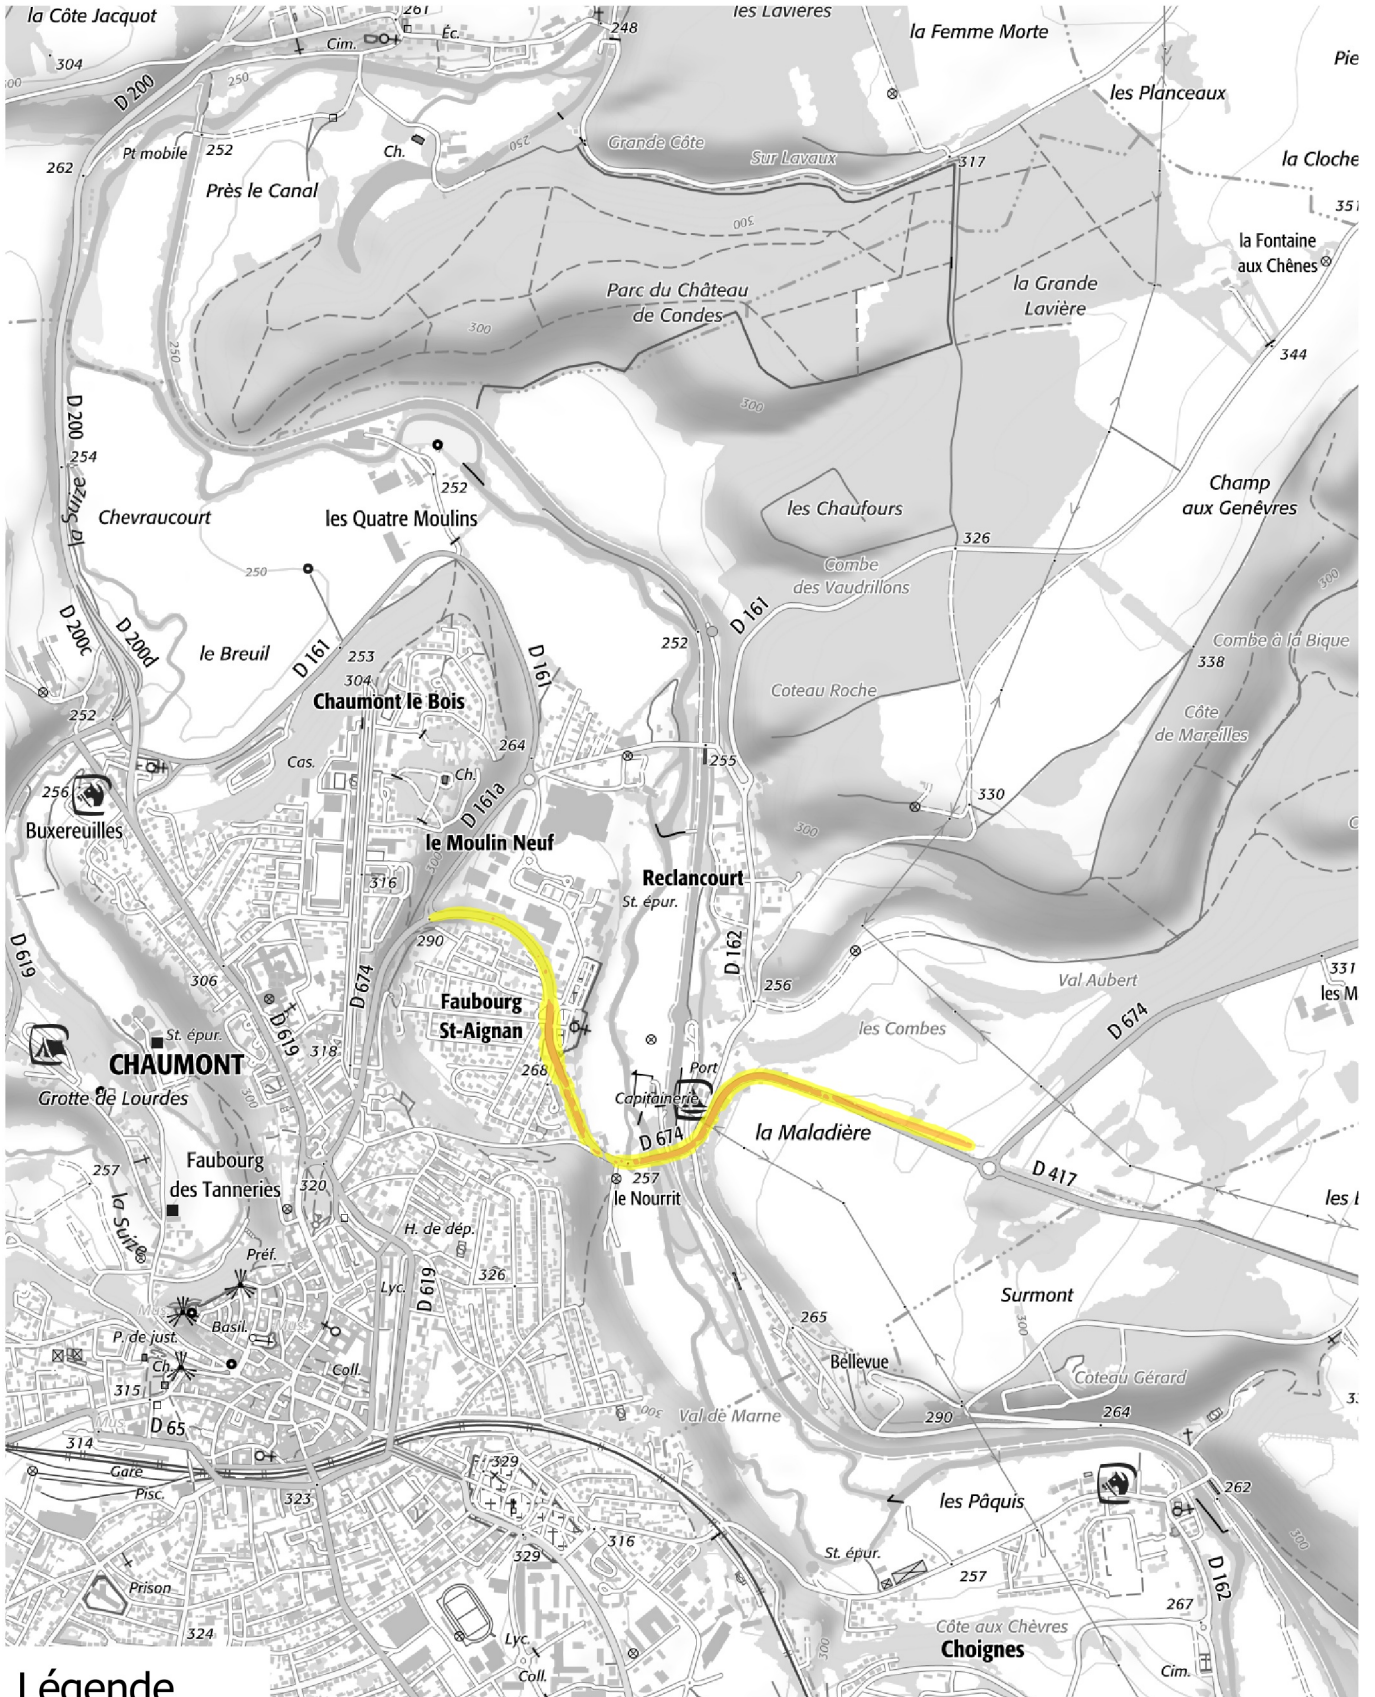 la Côte Jacquot
261
Éc.
248
les Lavières
la Femme Morte
Cim.
304
Pie
D 200
250
les Planceaux
Pt mobile
252
Ch.
250
Grande Côte
Sur Lavaux
317
la Cloche
262
Près le Canal
351
300
la Fontaine
aux Chênes
Parc du Château
de Condes
la Grande
Lavière
300
250
344
300
D 200
254
la Suize
252
Champ
aux Genêvres
Chevraucourt
les Quatre Moulins
les Chaufours
326
250
Combe
des Vaudrillons
300
D 200c
D 200d
D 161
252
D 161
Combe à la Bique
le Breuil
D 161
253
338
304
Chaumont le Bois
Coteau Roche
252
Côte
de Mareilles
264
Cas.
255
Ch.
256
D 161a
330
Buxereuilles
le Moulin Neuf
300
300
316
Reclancourt
St. épur.
290
D 619
306
D 674
D 162
331
Val Aubert
256
les M
Faubourg
St-Aignan
D 674
les Combes
D 619
St. épur.
318
CHAUMONT
268
Port
Grotte de Lourdes
300
Capitainerie
la Maladière
D 674
Faubourg
des Tanneries
257
257
le Nourrit
D 417
320
la Suize
les
H. de dép.
Préf.
326
Lyc.
D 619
Surmont
Mus.
300
265
P. de just.
Basil.
Mus.
Ch.
Coll.
Bellevue
Coteau Gérard
315
Mus.
D 65
300
Val de Marne
290
264
314
Gare
329
Pisc.
323
les Pâquis
262
316
329
St. épur.
300
Prison
257
D 162
267
324
Côte aux Chèvres
Choignes
Lyc.
Coll.
300
Cim.
Légende